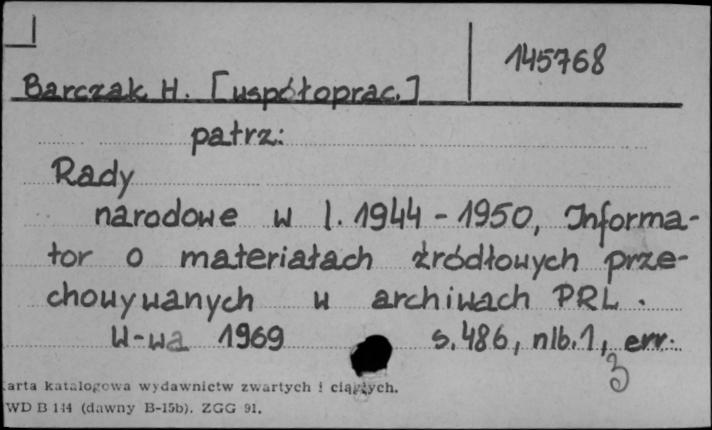 145768
Barczak H. [współoprac.]
patrz:
Rady
narodowe w l. 1944-1950, Informa-
tor o materiałach źródłowych prze-
chowywanych w archiwach PRL.
W-wa 1969 s.486, nlb.1, err.
3
arta katalogowa wydawnictw zwartych i ciągłych.
WD B 144 (dawny B-15b). ZGG 91.